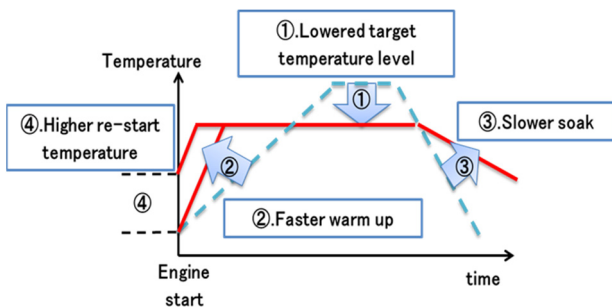 ①.Lowered target
temperature level
Temperature
①
④.Higher re-start
temperature
③.Slower soak
②
③
④
②.Faster warm up
Engine
start
time